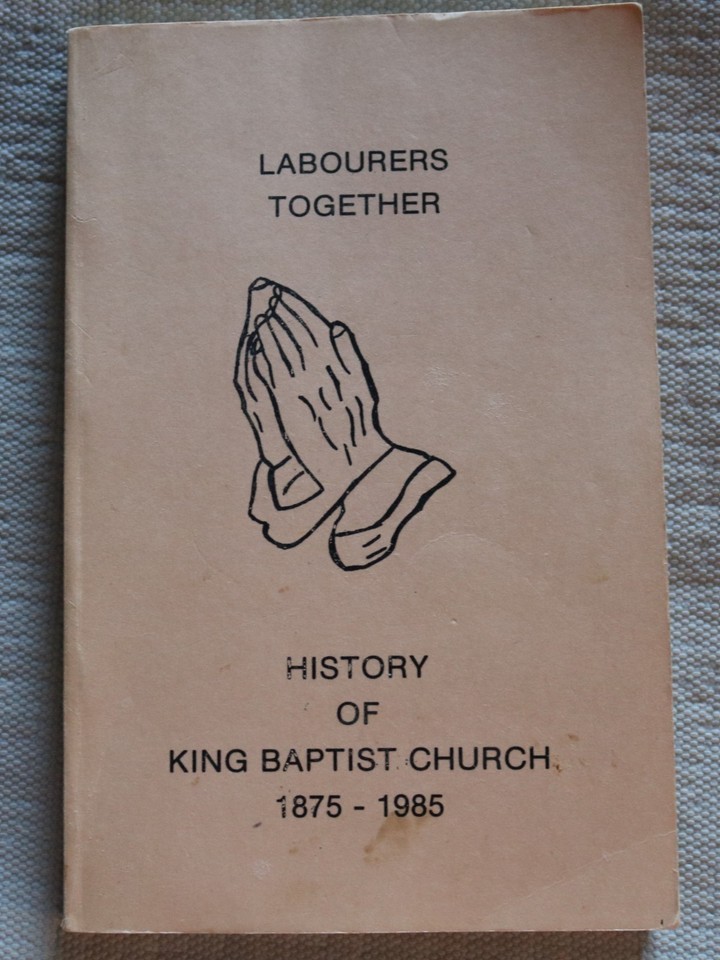 LABOURERS
TOGETHER
HISTORY
OF
KING BAPTIST CHURCH
1875 - 1985